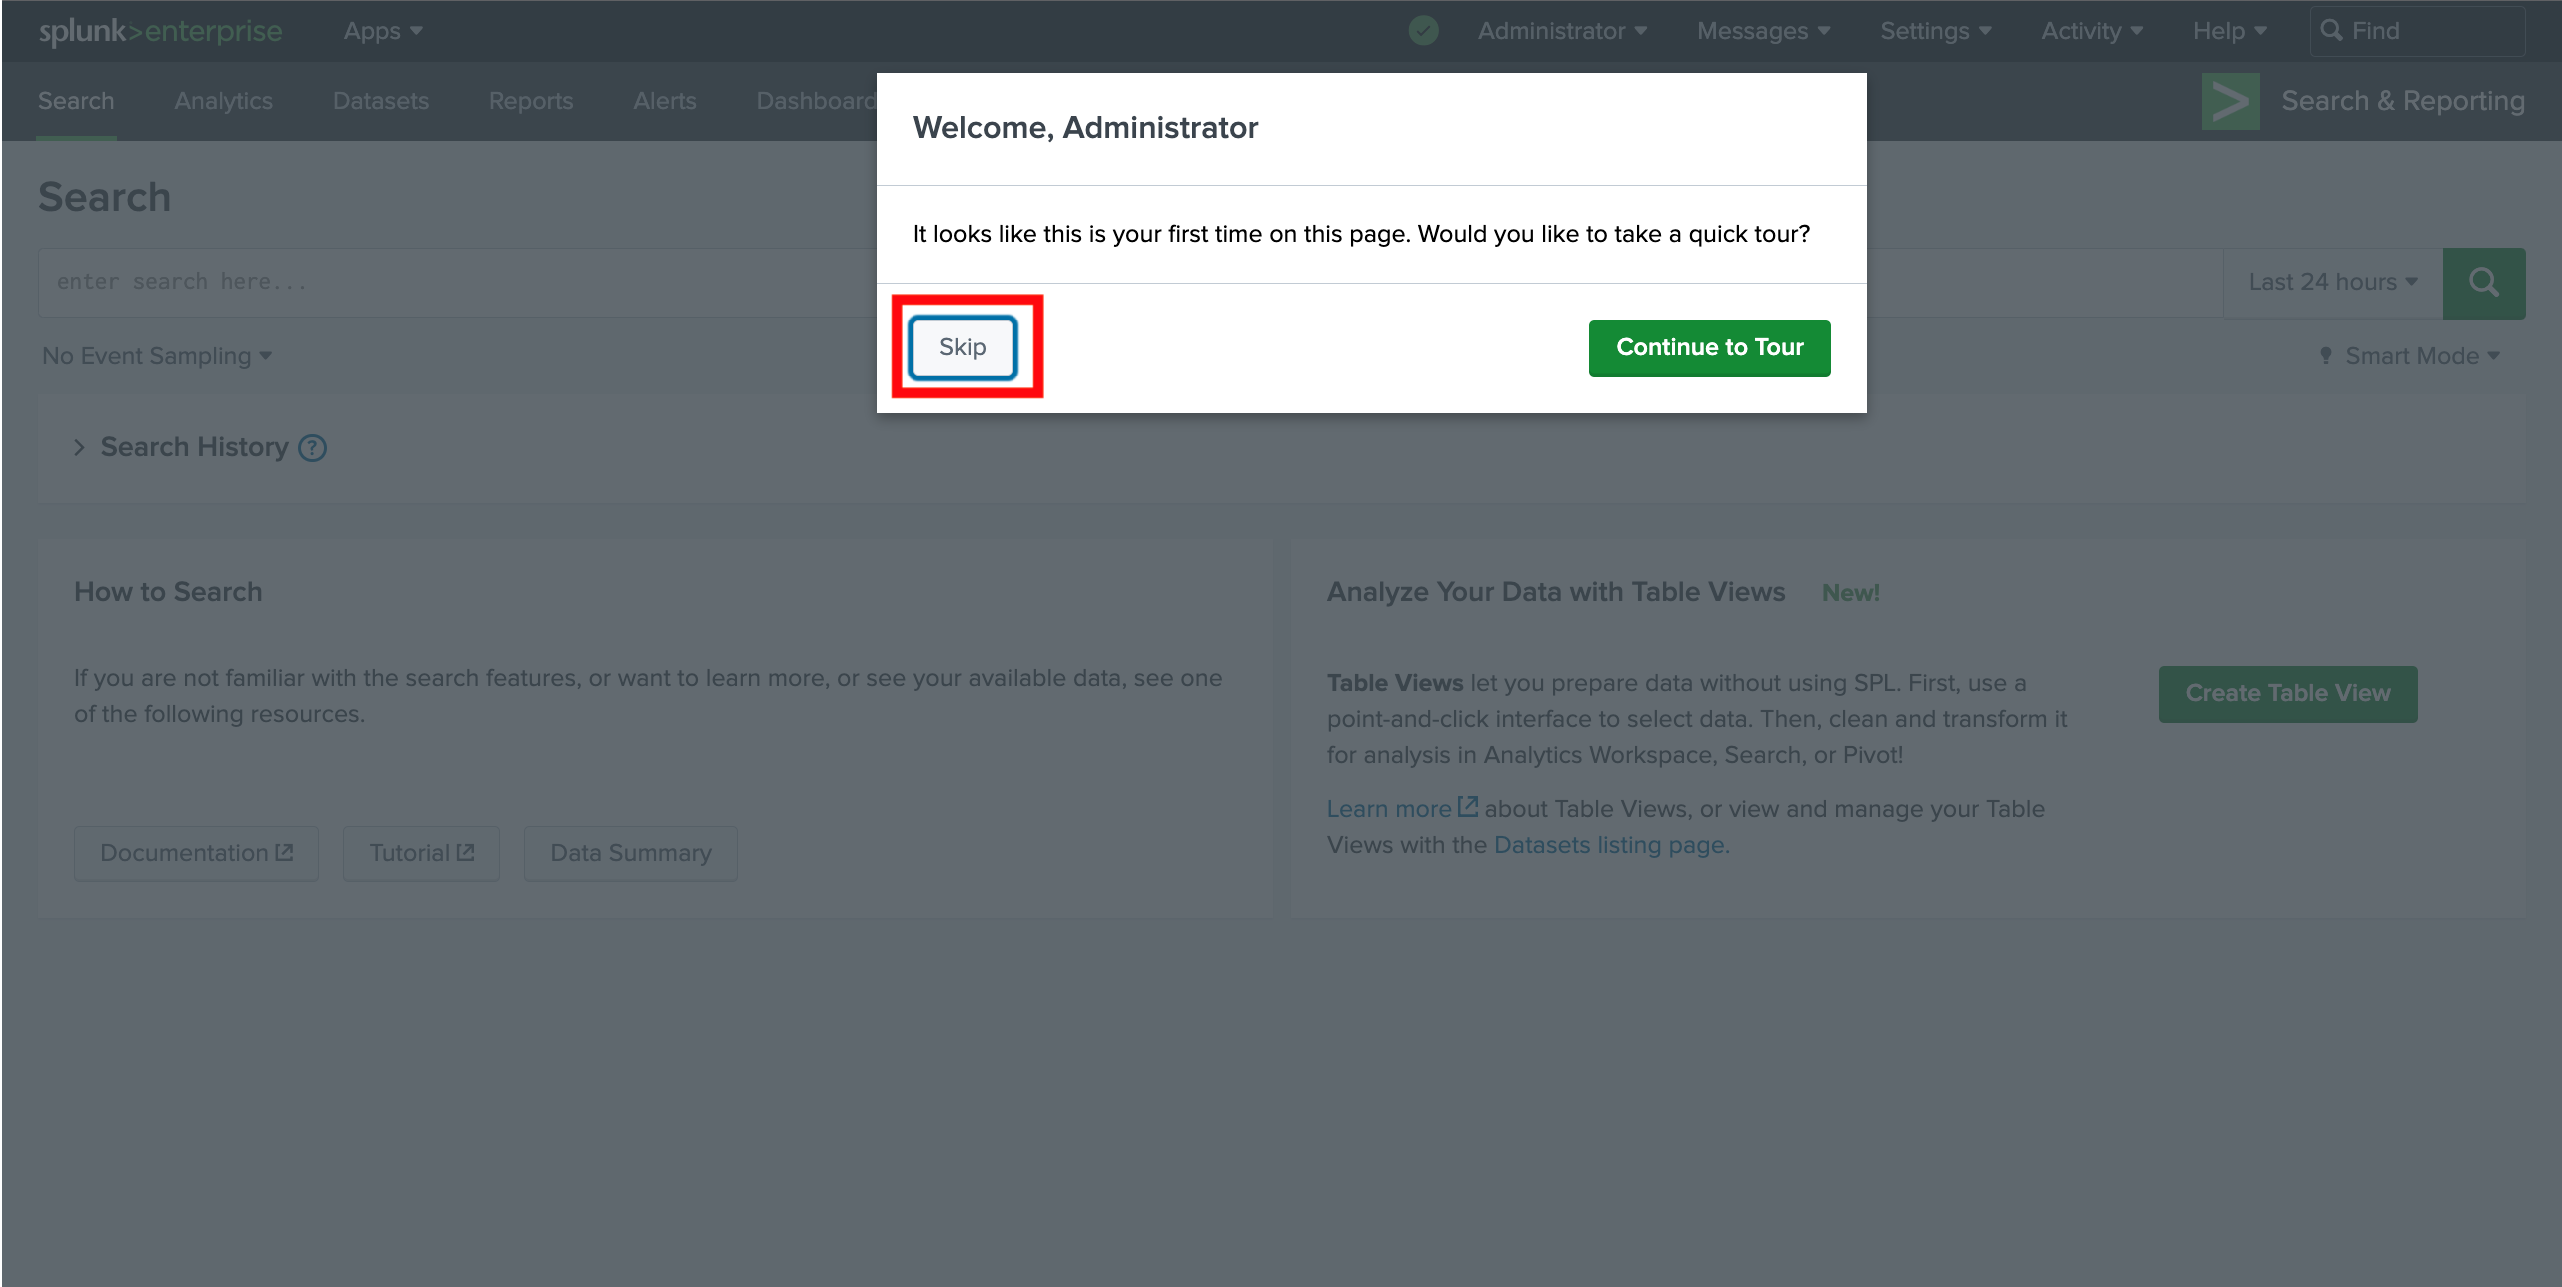 splunk>enterprise Apps Administrator Messages Settings Activity Help Find
Search Analytics Datasets Reports Alerts Dashboard Search & Reporting
Welcome, Administrator
It looks like this is your first time on this page. Would you like to take a quick tour?
Skip Continue to Tour
Search
enter search here... Last 24 hours
No Event Sampling Smart Mode
Search History ?
How to Search
If you are not familiar with the search features, or want to learn more, or see your available data, see one
of the following resources.
Documentation Tutorial Data Summary
Analyze Your Data with Table Views New!
Table Views let you prepare data without using SPL. First, use a
point-and-click interface to select data. Then, clean and transform it
for analysis in Analytics Workspace, Search, or Pivot!
Create Table View
Learn more about Table Views, or view and manage your Table
Views with the Datasets listing page.